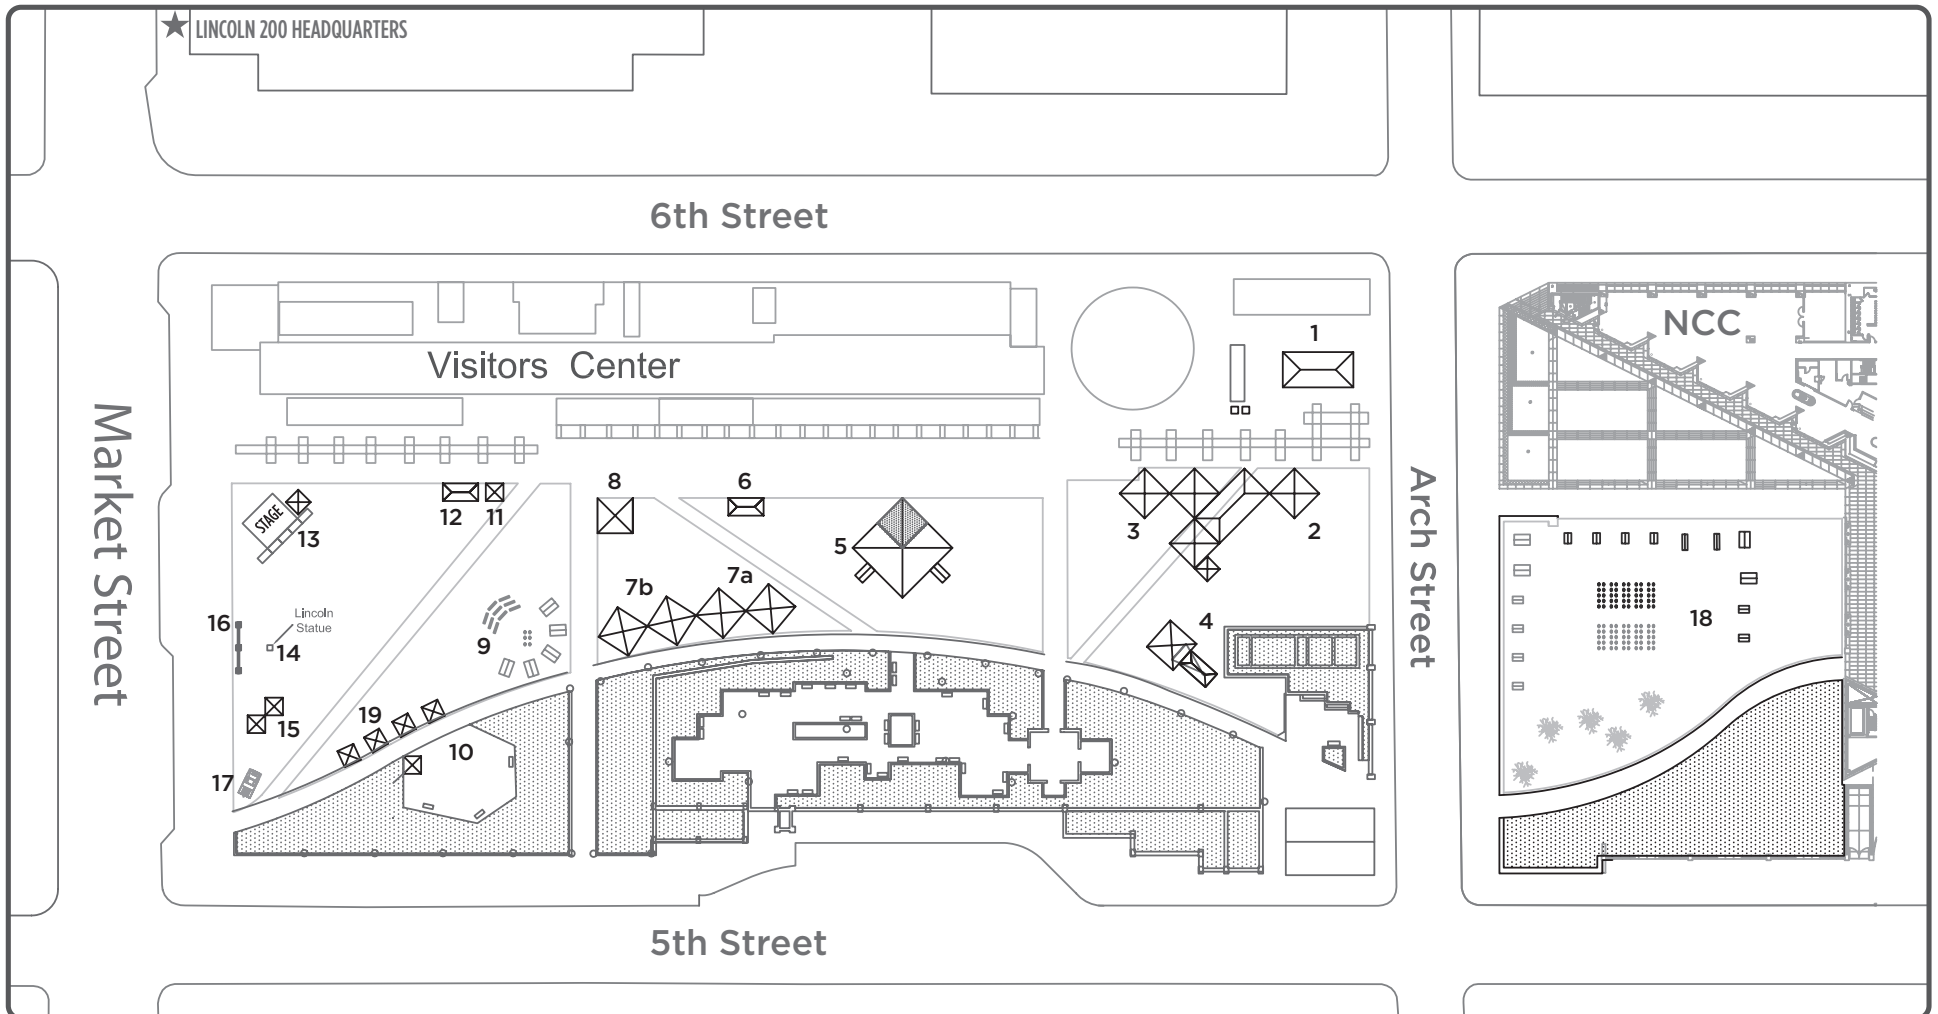 LINCOLN 200 HEADQUARTERS
6th Street
1
NCC
Visitors Center
Market Street
Arch Street
8
6
12
11
STAGE
13
3
2
5
7b
7a
Lincoln
Statue
16
14
9
4
18
19
15
10
17
5th Street